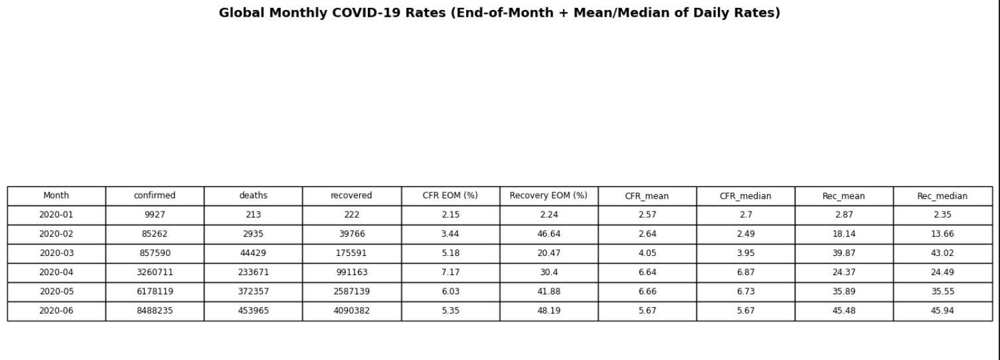 Global Monthly COVID-19 Rates (End-of-Month + Mean/Median of Daily Rates)
Month confirmed deaths recovered CFR EOM (%) Recovery EOM (%) CFR_mean CFR_median Rec_mean Rec_median
2020-01 9927 213 222 2.15 2.24 2.57 2.7 2.87 2.35
2020-02 85262 2935 39766 3.44 46.64 2.64 2.49 18.14 13.66
2020-03 857590 44429 175591 5.18 20.47 4.05 3.95 39.87 43.02
2020-04 3260711 233671 991163 7.17 30.4 6.64 6.87 24.37 24.49
2020-05 6178119 372357 2587139 6.03 41.88 6.66 6.73 35.89 35.55
2020-06 8488235 453965 4090382 5.35 48.19 5.67 5.67 45.48 45.94